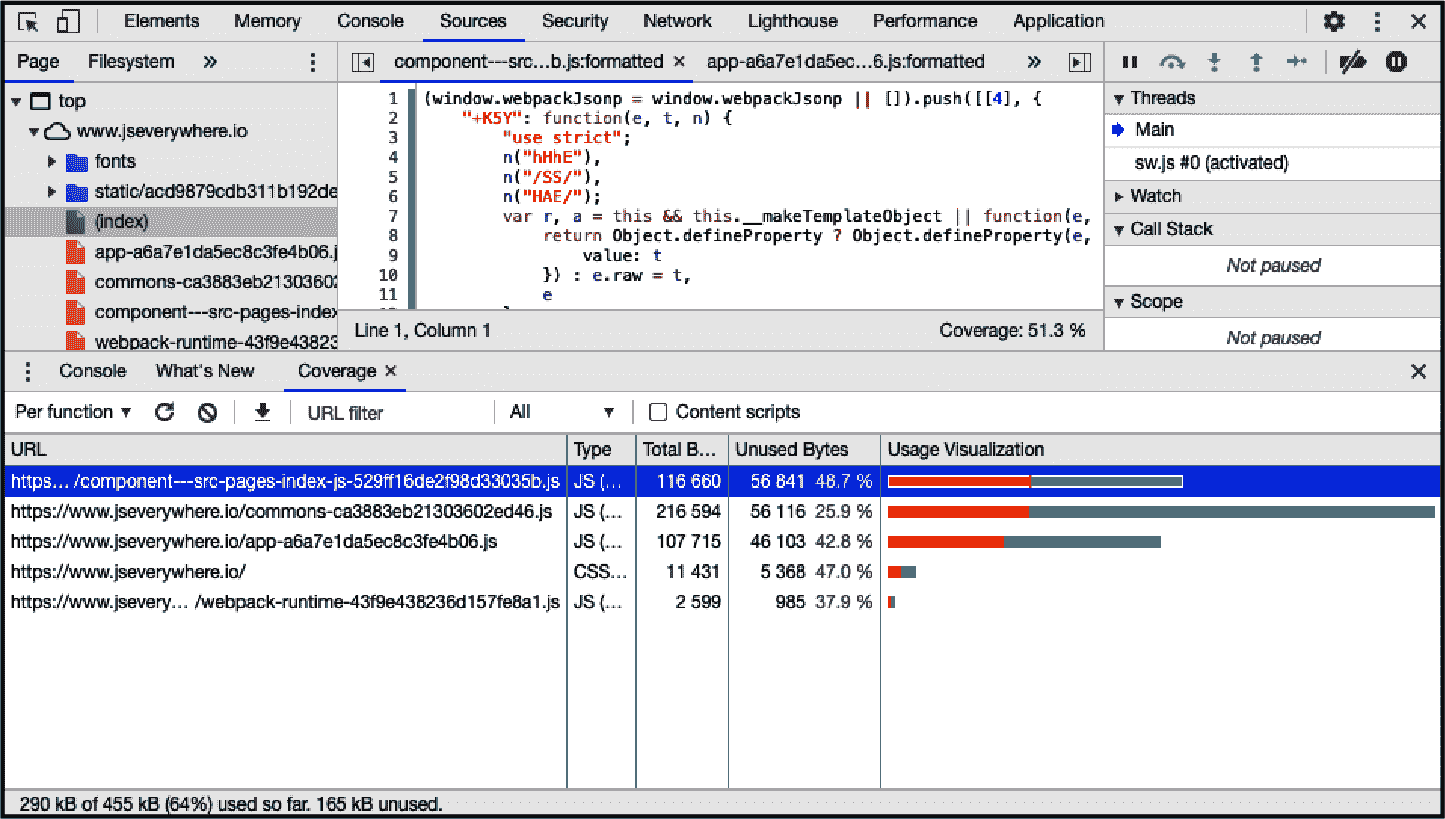 Elements Memory Console Sources Security Network Lighthouse Performance Application
Page Filesystem »
component---src...b.js:formatted × app-a6a7e1da5ec...6.js:formatted »
top
www.jseverywhere.io
fonts
static/acd9879cdb311b192de
(index)
app-a6a7e1da5ec8c3fe4b06.j
commons-ca3883eb21303602
component---src-pages-index
webpack-runtime-43f9e43823
1 (window.webpackJsonp = window.webpackJsonp || []).push([[4], {
2 "+K5Y": function(e, t, n) {
3 "use strict";
4 n("hHhE"),
5 n("/SS/"),
6 n("HAE/");
7 var r, a = this && this.__makeTemplateObject || function(e,
8 return Object.defineProperty ? Object.defineProperty(e,
9 value: t
10 }) : e.raw = t,
11 e
Line 1, Column 1 Coverage: 51.3 %
Threads
Main
sw.js #0 (activated)
Watch
Call Stack
Not paused
Scope
Not paused
Console What's New Coverage ×
Per function URL filter All Content scripts
URL Type Total B... Unused Bytes Usage Visualization
https... /component---src-pages-index-js-529ff16de2f98d33035b.js JS (... 116 660 56 841 48.7 %
https://www.jseverywhere.io/commons-ca3883eb21303602ed46.js JS (... 216 594 56 116 25.9 %
https://www.jseverywhere.io/app-a6a7e1da5ec8c3fe4b06.js JS (... 107 715 46 103 42.8 %
https://www.jseverywhere.io/ CSS... 11 431 5 368 47.0 %
https://www.jsevery... /webpack-runtime-43f9e438236d157fe8a1.js JS (... 2 599 985 37.9 %
290 kB of 455 kB (64%) used so far. 165 kB unused.